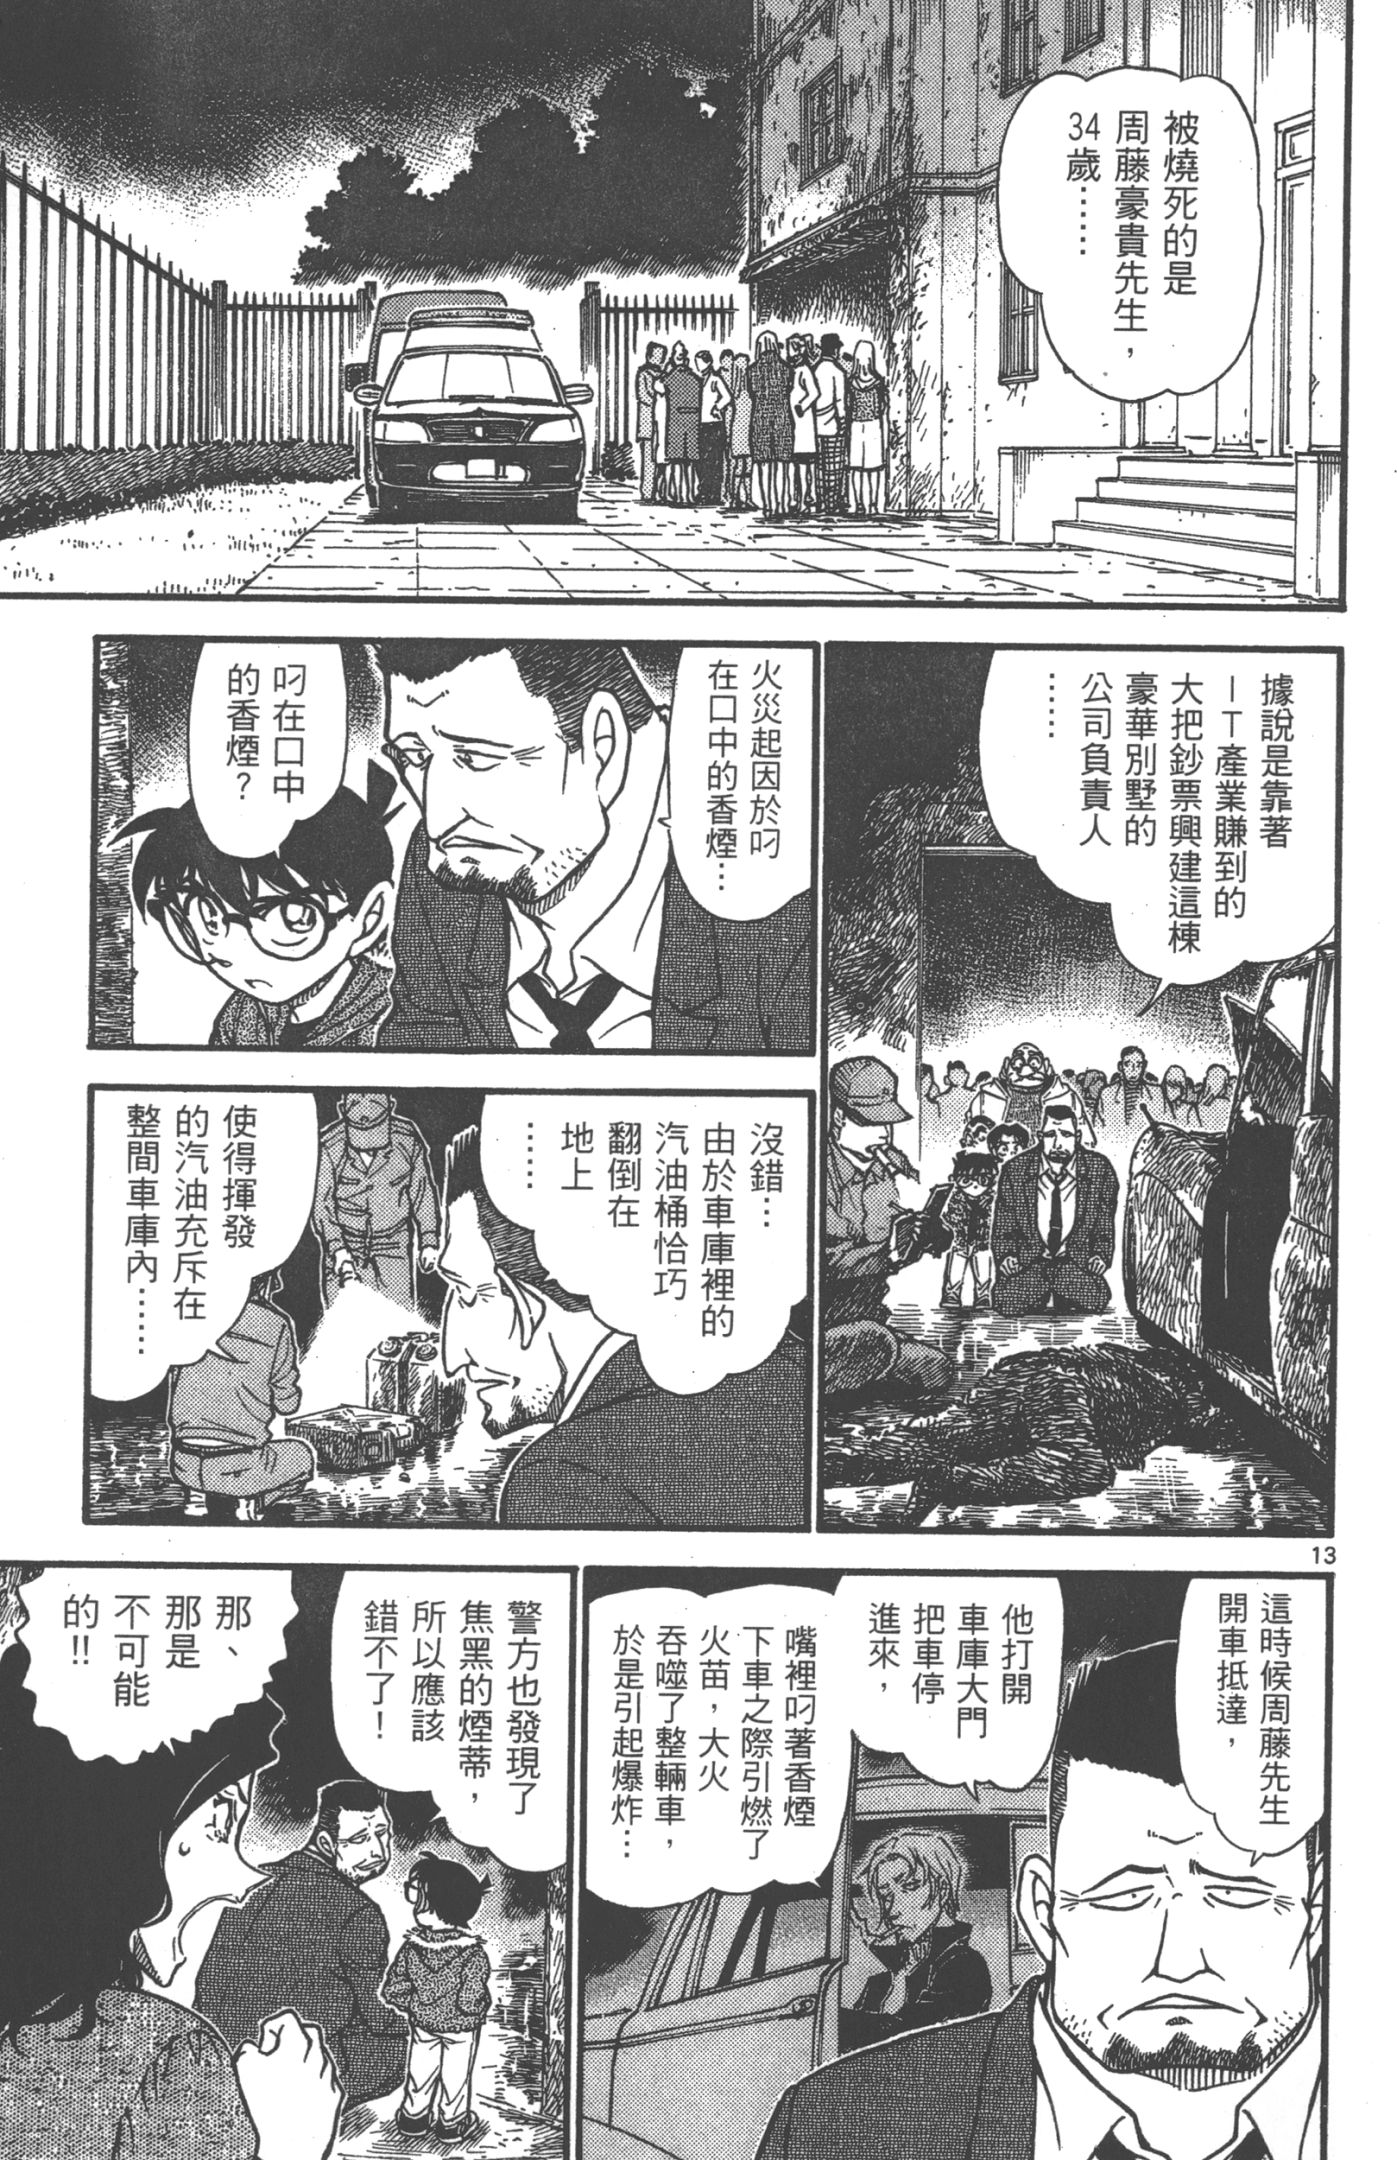 被燒死的是
周藤豪貴先生，
34歲……
據說是靠著
IT產業賺到的
大把鈔票興建這棟
豪華別墅的
公司負責人
……
火災起因於叼
在口中的香煙…
叼在口中
的香煙？
沒錯…
由於車庫裡的
汽油桶恰巧
翻倒在
地上
……
使得揮發
的汽油充斥在
整間車庫內……
13
這時候周藤先生
開車抵達，
他打開
車庫大門
把車停
進來，
嘴裡叼著香煙
下車之際引燃了
火苗，大火
吞噬了整輛車，
於是引起爆炸…
警方也發現了
焦黑的煙蒂，
所以應該
錯不了！
那、
那是
不可能
的!!